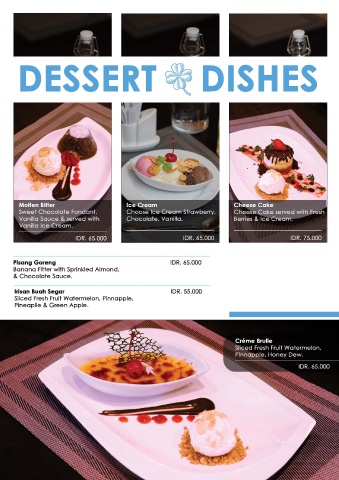 DESSERT DISHES
Molten Bitter
Sweet Chocolate Fondant,
Vanilla Sauce & served with
Vanilla Ice Cream.
IDR. 65.000
Ice Cream
Choose Ice Cream Strawberry,
Chocolate, Vanilla.
IDR. 65.000
Cheese Cake
Cheese Cake served with Fresh
Berries & Ice Cream.
IDR. 75.000
Pisang Goreng IDR. 65.000
Banana Fitter with Sprinkled Almond,
& Chocolate Sauce.
Irisan Buah Segar IDR. 55.000
Sliced Fresh Fruit Watermelon, Pinnapple,
Pineaplle & Green Apple.
Créme Brulle
Sliced Fresh Fruit Watermelon,
Pinnapple, Honey Dew.
IDR. 65.000